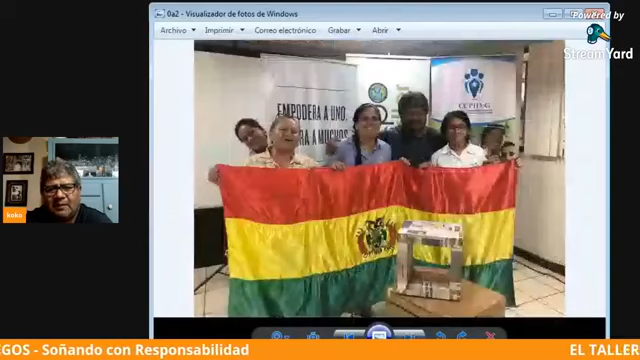 0a2 - Visualizador de fotos de Windows
Powered by
StreamYard
Archivo Imprimir Correo electrónico Grabar Abrir
EMPODERA A UNO,
A MUCHOS
koko
EGOS - Soñando con Responsabilidad EL TALLER